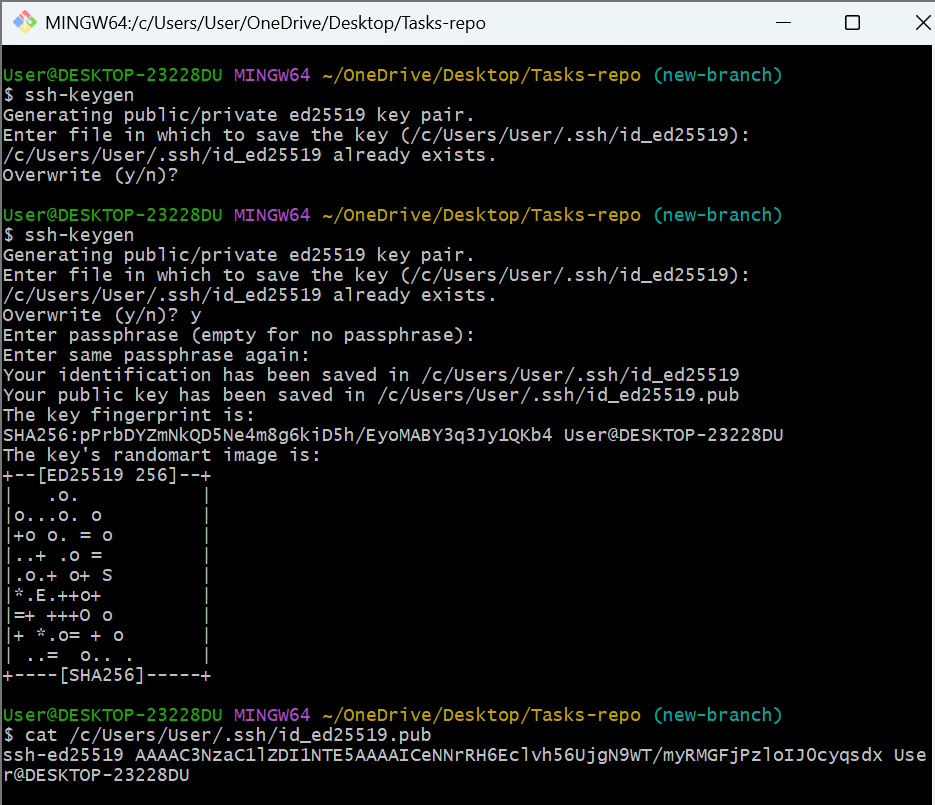 MINGW64:/c/Users/User/OneDrive/Desktop/Tasks-repo
User@DESKTOP-23228DU MINGW64 ~/OneDrive/Desktop/Tasks-repo (new-branch)
$ ssh-keygen
Generating public/private ed25519 key pair.
Enter file in which to save the key (/c/Users/User/.ssh/id_ed25519):
/c/Users/User/.ssh/id_ed25519 already exists.
Overwrite (y/n)?
User@DESKTOP-23228DU MINGW64 ~/OneDrive/Desktop/Tasks-repo (new-branch)
$ ssh-keygen
Generating public/private ed25519 key pair.
Enter file in which to save the key (/c/Users/User/.ssh/id_ed25519):
/c/Users/User/.ssh/id_ed25519 already exists.
Overwrite (y/n)? y
Enter passphrase (empty for no passphrase):
Enter same passphrase again:
Your identification has been saved in /c/Users/User/.ssh/id_ed25519
Your public key has been saved in /c/Users/User/.ssh/id_ed25519.pub
The key fingerprint is:
SHA256:pPrbDYZmNkQD5Ne4m8g6kiD5h/EyoMABY3q3Jy1QKb4 User@DESKTOP-23228DU
The key's randomart image is:
+--[ED25519 256]--+
|   .o.           |
|o...o. o         |
|+o o. = o        |
|..+ .o =         |
|.o.+ o+ S        |
|*.E.++o+         |
|=+ +++O o        |
|+ *.o= + o       |
| ..=  o.. .      |
+----[SHA256]-----+
User@DESKTOP-23228DU MINGW64 ~/OneDrive/Desktop/Tasks-repo (new-branch)
$ cat /c/Users/User/.ssh/id_ed25519.pub
ssh-ed25519 AAAAC3NzaC1lZDI1NTE5AAAAICeNNrRH6Eclvh56UjgN9WT/myRMGFjPzloIJOcyqsdx Use
r@DESKTOP-23228DU